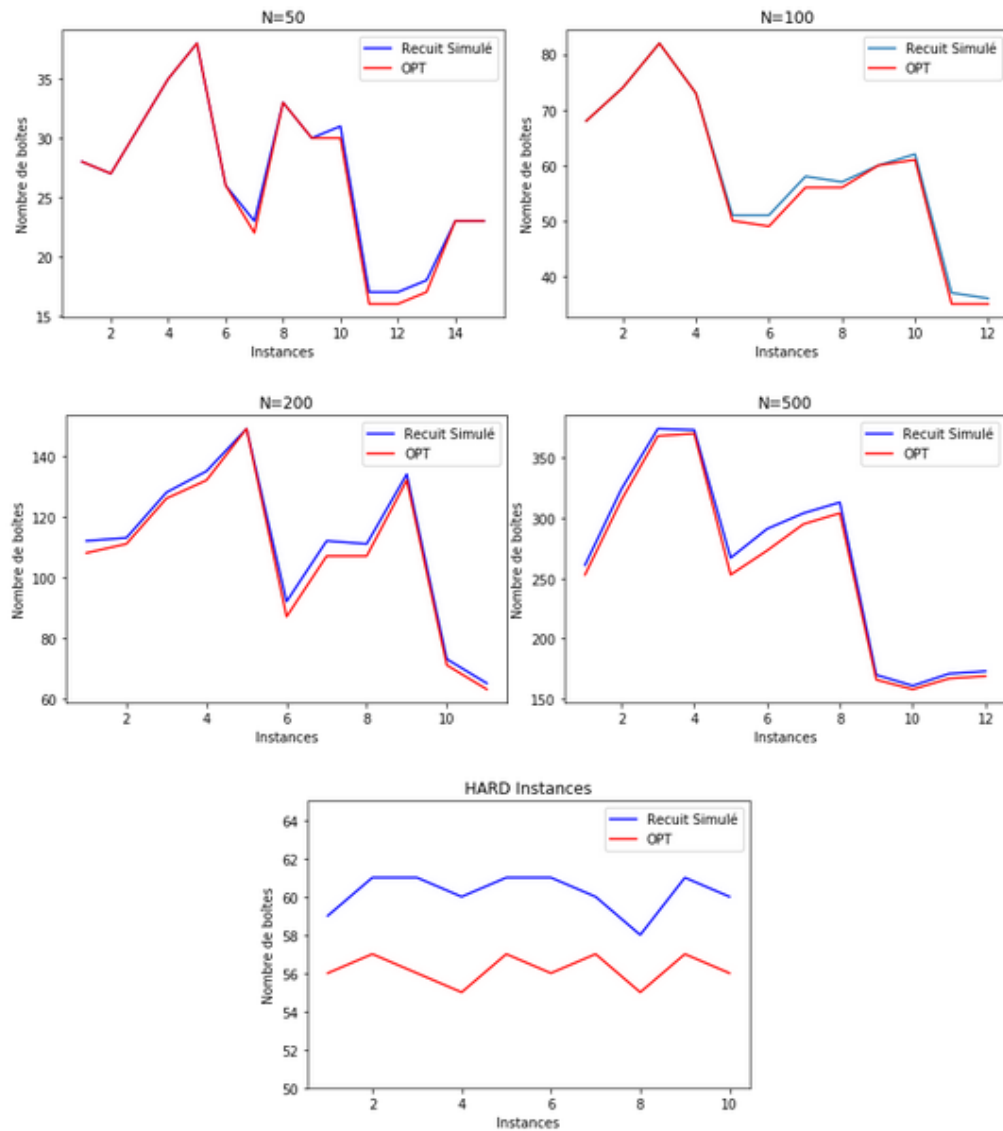 N=50
Recuit Simulé
OPT
35
30
25
20
15
Nombre de boîtes
2 4 6 8 10 12 14
Instances
N=100
Recuit Simulé
OPT
80
70
60
50
40
Nombre de boîtes
2 4 6 8 10 12
Instances
N=200
Recuit Simulé
OPT
140
120
100
80
60
Nombre de boîtes
2 4 6 8 10
Instances
N=500
Recuit Simulé
OPT
350
300
250
200
150
Nombre de boîtes
2 4 6 8 10 12
Instances
HARD Instances
Recuit Simulé
OPT
64
62
60
58
56
54
52
50
Nombre de boîtes
2 4 6 8 10
Instances